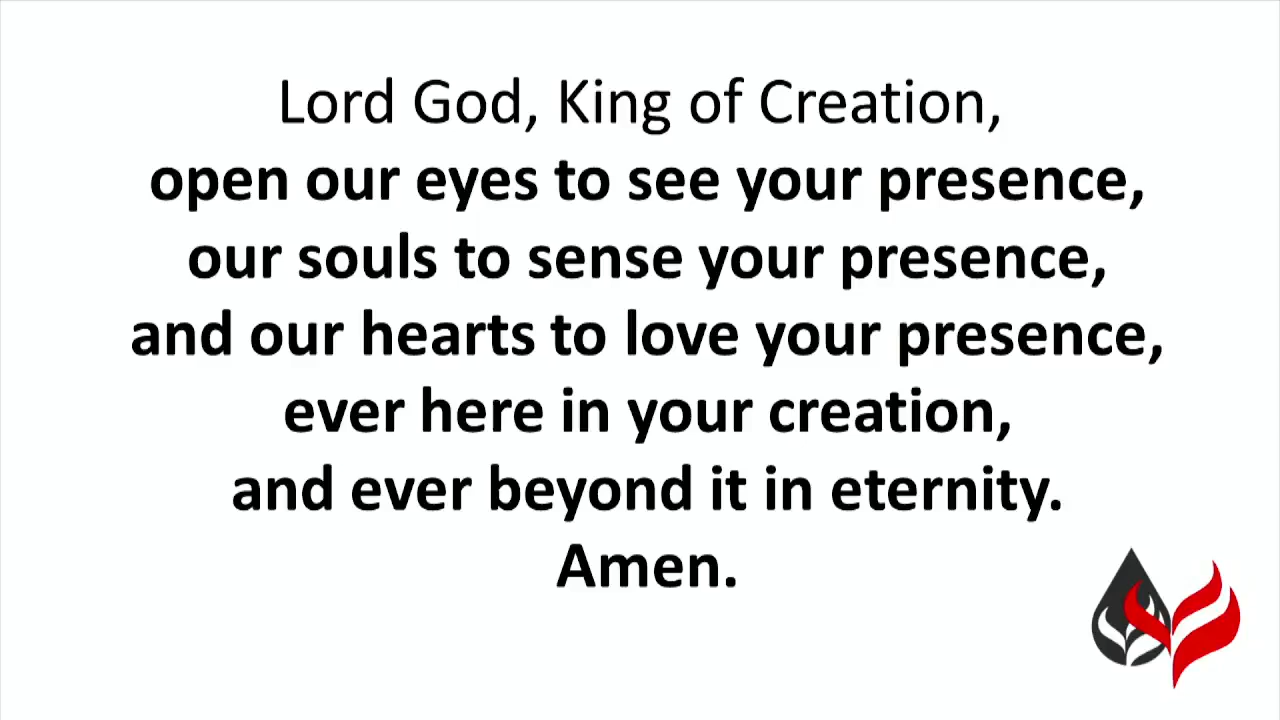 Lord God, King of Creation,
open our eyes to see your presence,
our souls to sense your presence,
and our hearts to love your presence,
ever here in your creation,
and ever beyond it in eternity.
Amen.